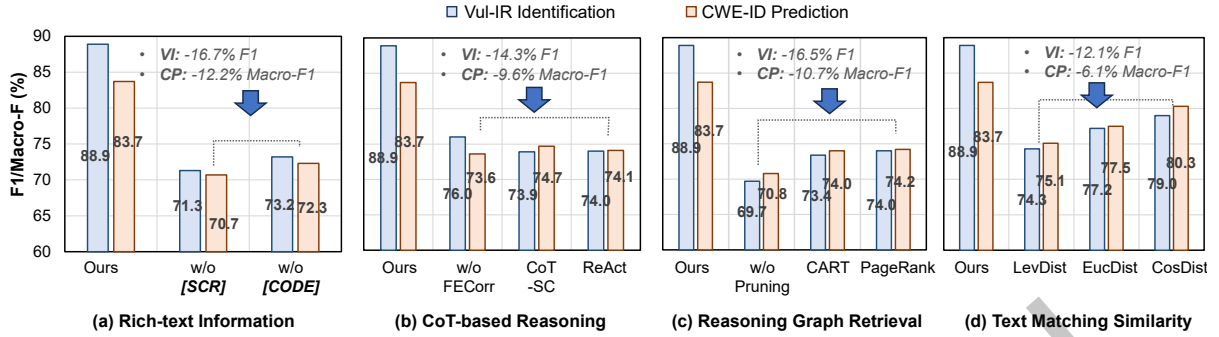 Vul-IR Identification CWE-ID Prediction
F1/Macro-F (%)
90
85
80
75
70
65
60
• VI: -16.7% F1
• CP: -12.2% Macro-F1
88.9 83.7
71.3 70.7
73.2 72.3
Ours w/o [SCR] w/o [CODE]
(a) Rich-text Information
• VI: -14.3% F1
• CP: -9.6% Macro-F1
88.9 83.7
76.0 73.6
73.9 74.7
74.0 74.1
Ours w/o FECorr CoT -SC ReAct
(b) CoT-based Reasoning
• VI: -16.5% F1
• CP: -10.7% Macro-F1
88.9 83.7
69.7 70.8
73.4 74.0
74.0 74.2
Ours w/o Pruning CART PageRank
(c) Reasoning Graph Retrieval
• VI: -12.1% F1
• CP: -6.1% Macro-F1
88.9 83.7
74.3 75.1
77.2 77.5
79.0 80.3
Ours LevDist EucDist CosDist
(d) Text Matching Similarity